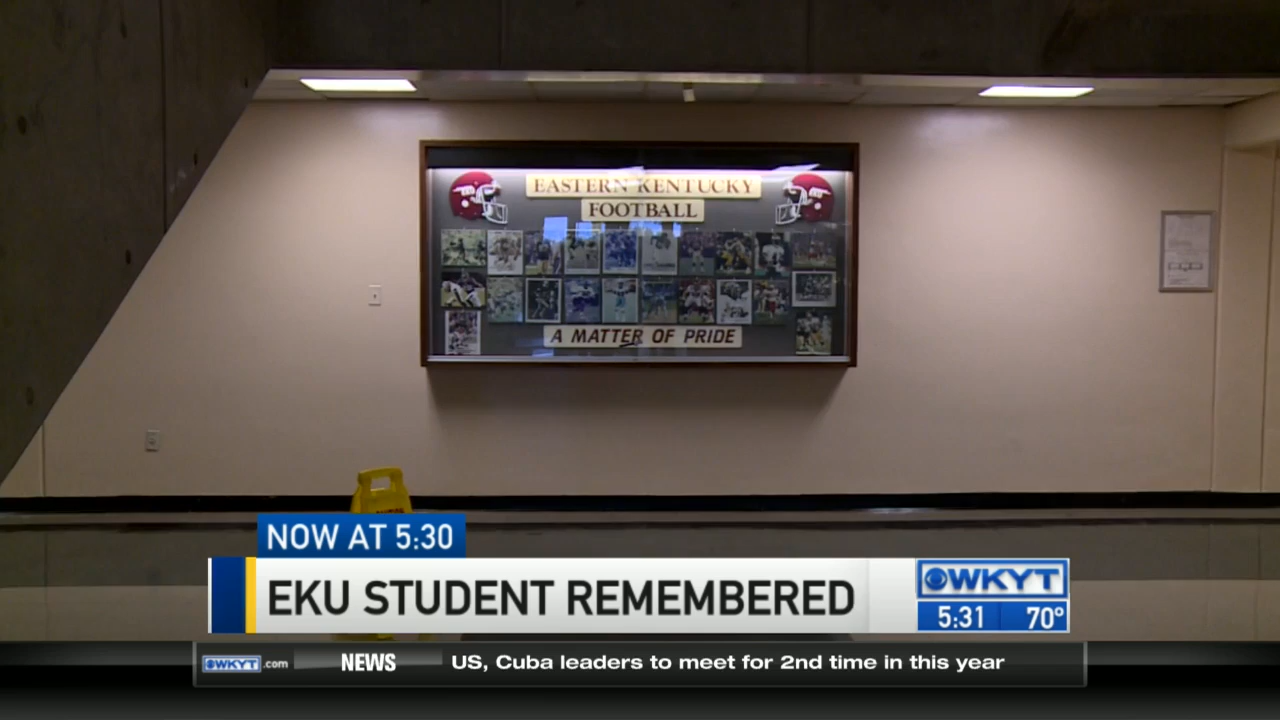 EASTERN KENTUCKY
FOOTBALL
A MATTER OF PRIDE
NOW AT 5:30
EKU STUDENT REMEMBERED
WKYT
5:31 70°
WKYT.com NEWS US, Cuba leaders to meet for 2nd time in this year